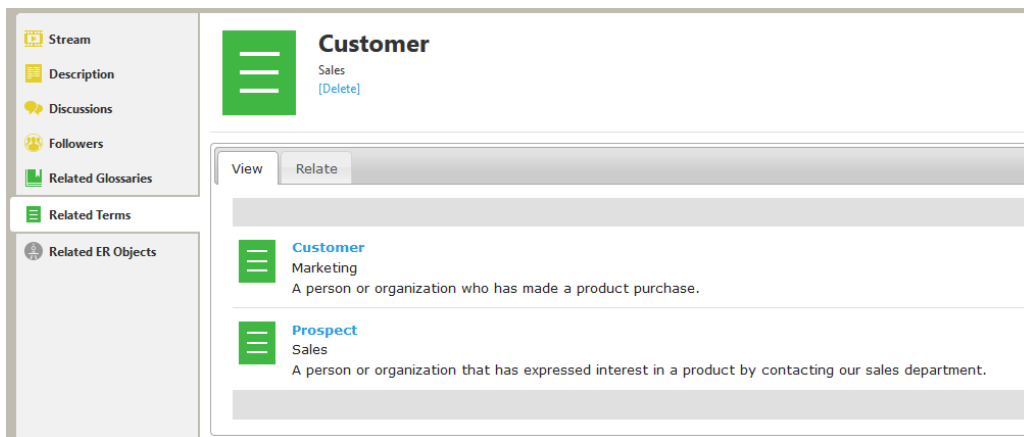 Stream
Description
Discussions
Followers
Related Glossaries
Related Terms
Related ER Objects
Customer
Sales
[Delete]
View
Relate
Customer
Marketing
A person or organization who has made a product purchase.
Prospect
Sales
A person or organization that has expressed interest in a product by contacting our sales department.